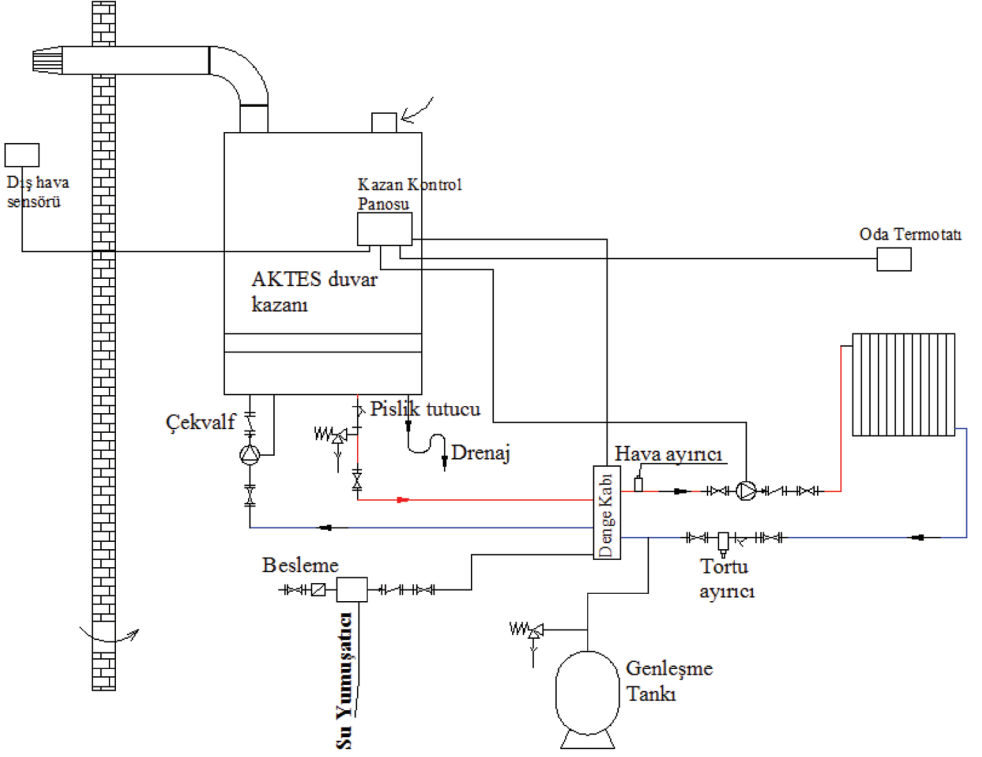 Dış hava
sensörü
Kazan Kontrol
Panosu
Oda Termotatı
AKTES duvar
kazanı
Çekvalf
Pislik tutucu
Drenaj
Hava ayırıcı
Denge Kabı
Besleme
Tortu
ayırıcı
Su Yumuşatıcı
Genleşme
Tankı